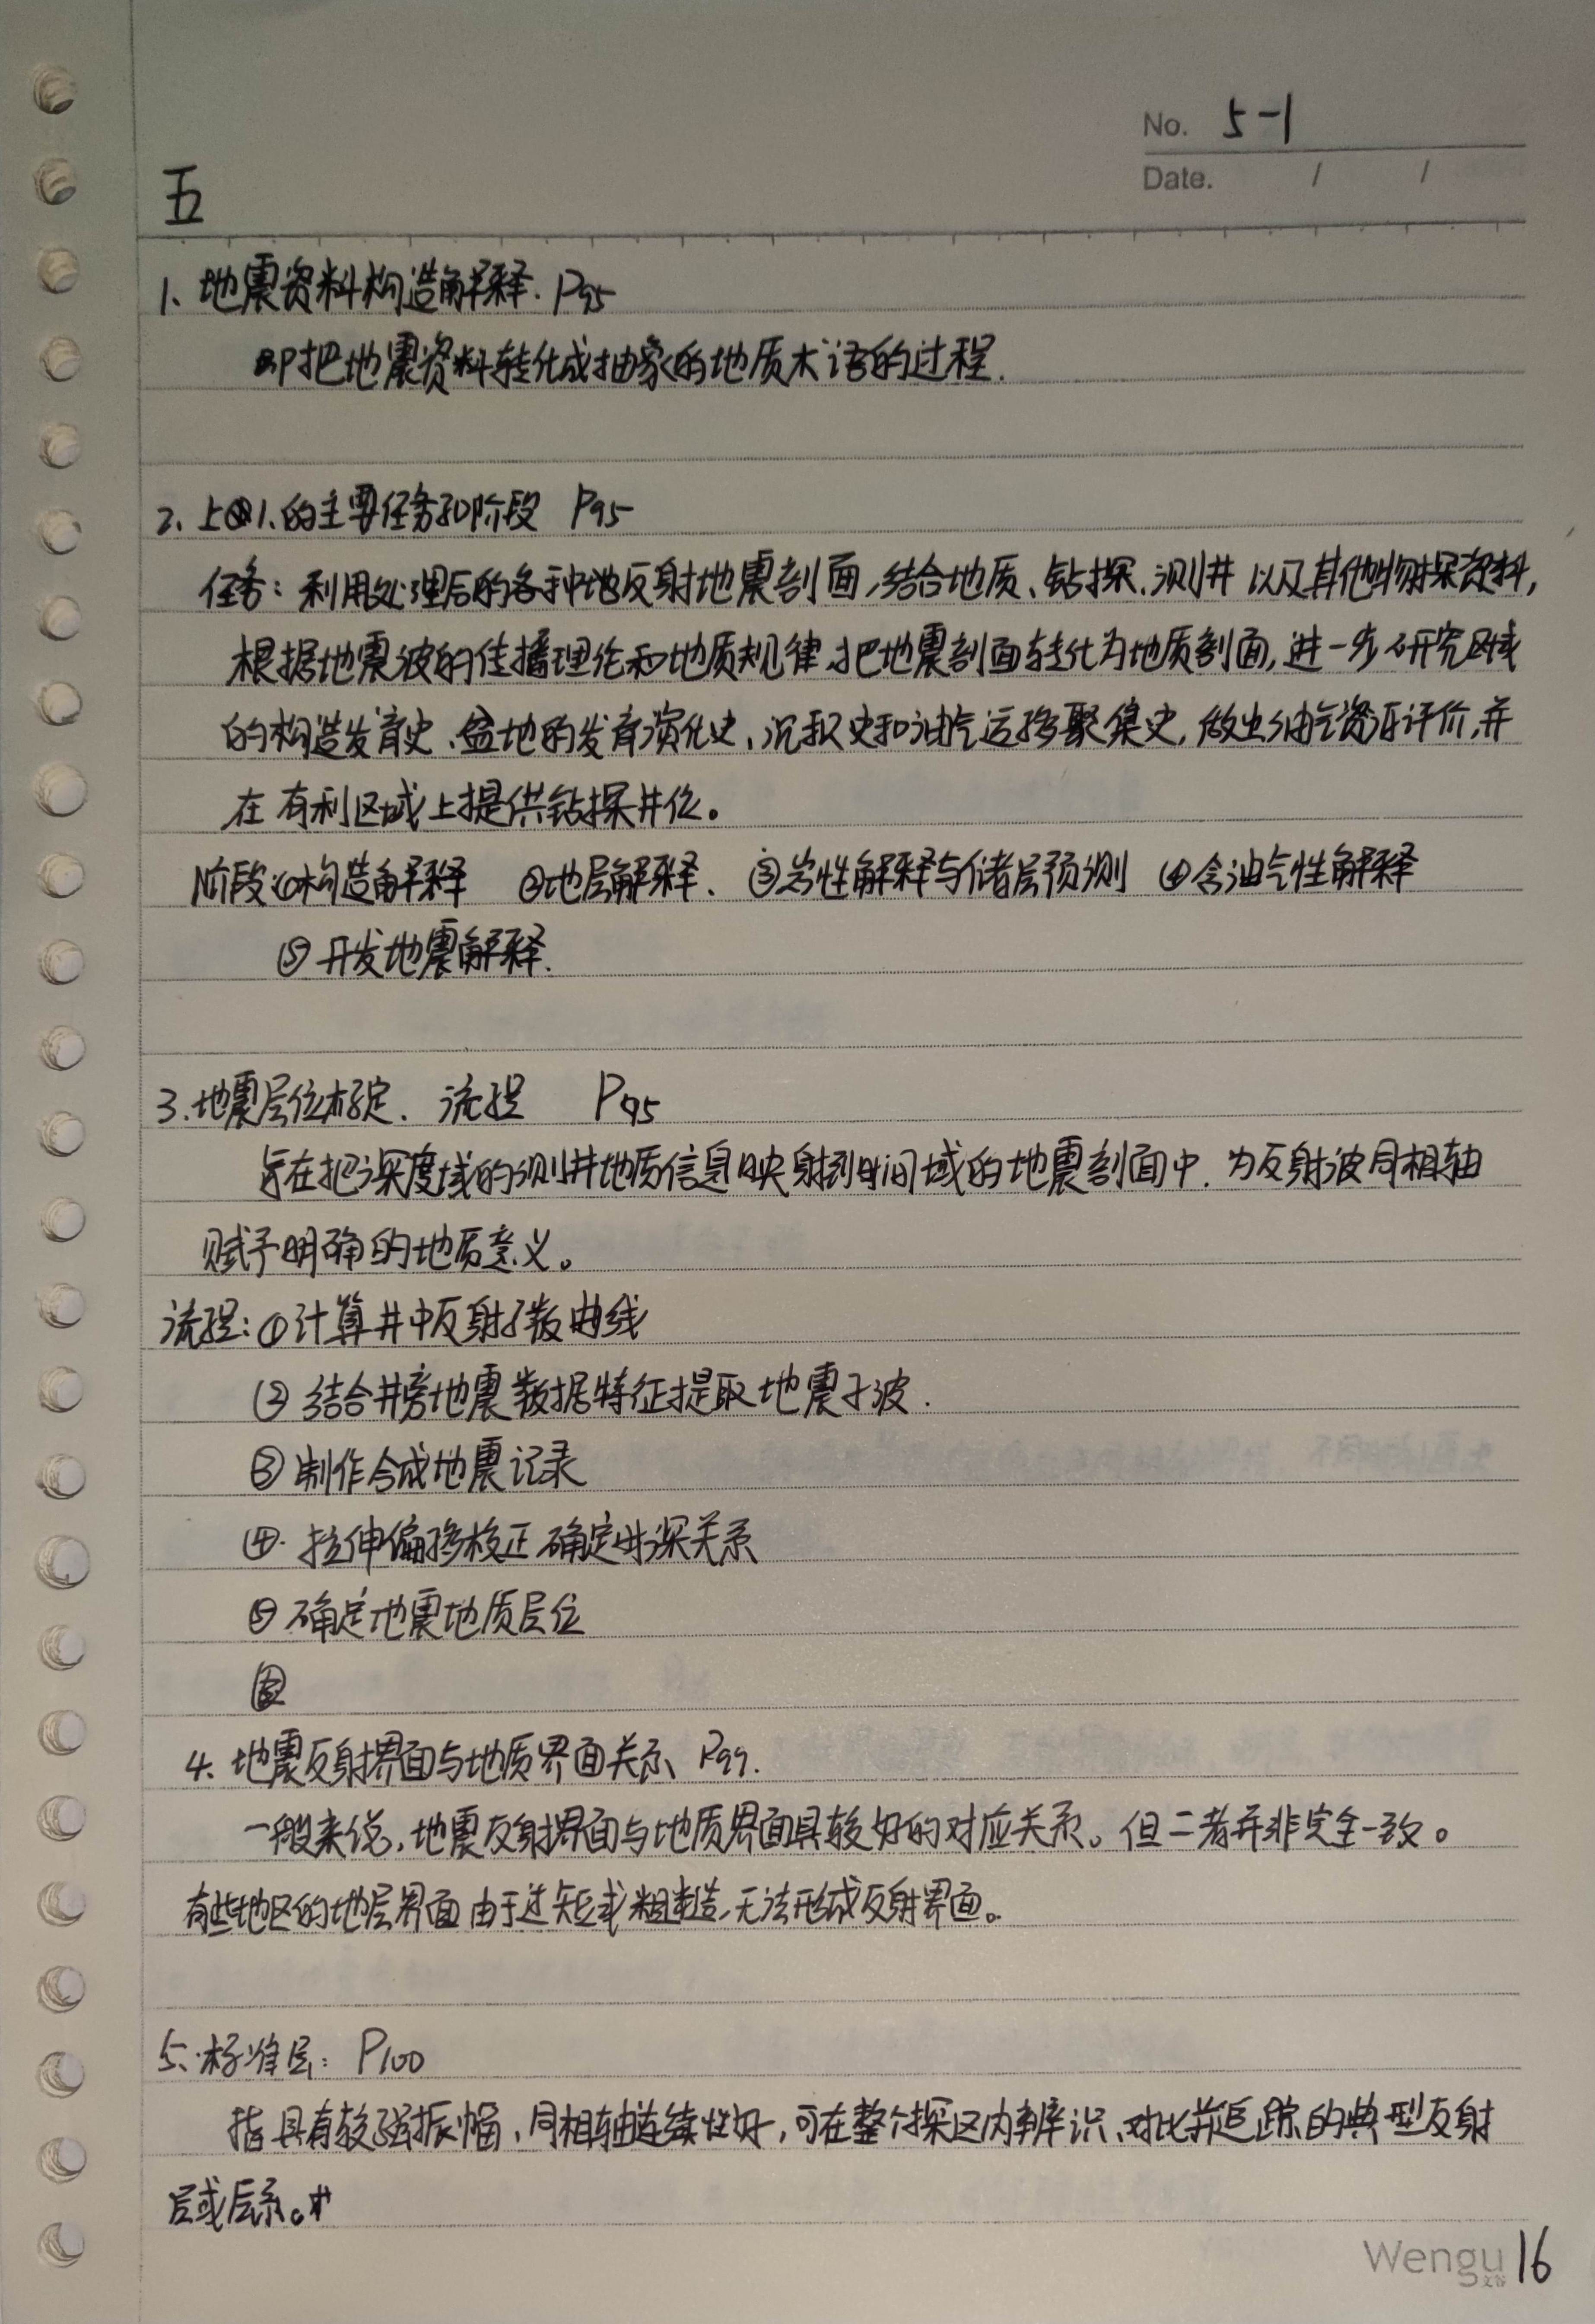 No. 5-1
Date. / /
五
1、地震资料构造解释. P95
即把地震资料转化成抽象的地质术语的过程.
2、上1、的主要任务和阶段 P95
任务：利用处理后的各种地反射地震剖面,结合地质、钻探、测井以及其他物探资料,
根据地震波的传播理论和地质规律,把地震剖面转化为地质剖面,进一步研究区域
的构造发育史、盆地的发育演化史、沉积史和油气运移聚集史,做出油气资源评价,并
在有利区域上提供钻探井位。
阶段:①构造解释 ②地层解释. ③岩性解释与储层预测 ④含油气性解释
⑤开发地震解释.
3.地震层位标定. 流程 P95
旨在把深度域的测井地质信息映射到时间域的地震剖面中. 为反射波同相轴
赋予明确的地质意义。
流程:①计算井中反射系数曲线
②结合井旁地震数据特征提取地震子波.
③制作合成地震记录
④.拉伸偏移校正确定时深关系
⑤确定地震地质层位
4、地震反射界面与地质界面关系、P99.
一般来说,地震反射界面与地质界面具较好的对应关系。但二者并非完全一致。
有些地区的地层界面由于过短或粗糙,无法形成反射界面。
5、标准层: P100
指具有较强振幅、同相轴连续性好,可在整个探区内辨识、对比并追踪的典型反射
层或层系。
Wengu 16
文谷